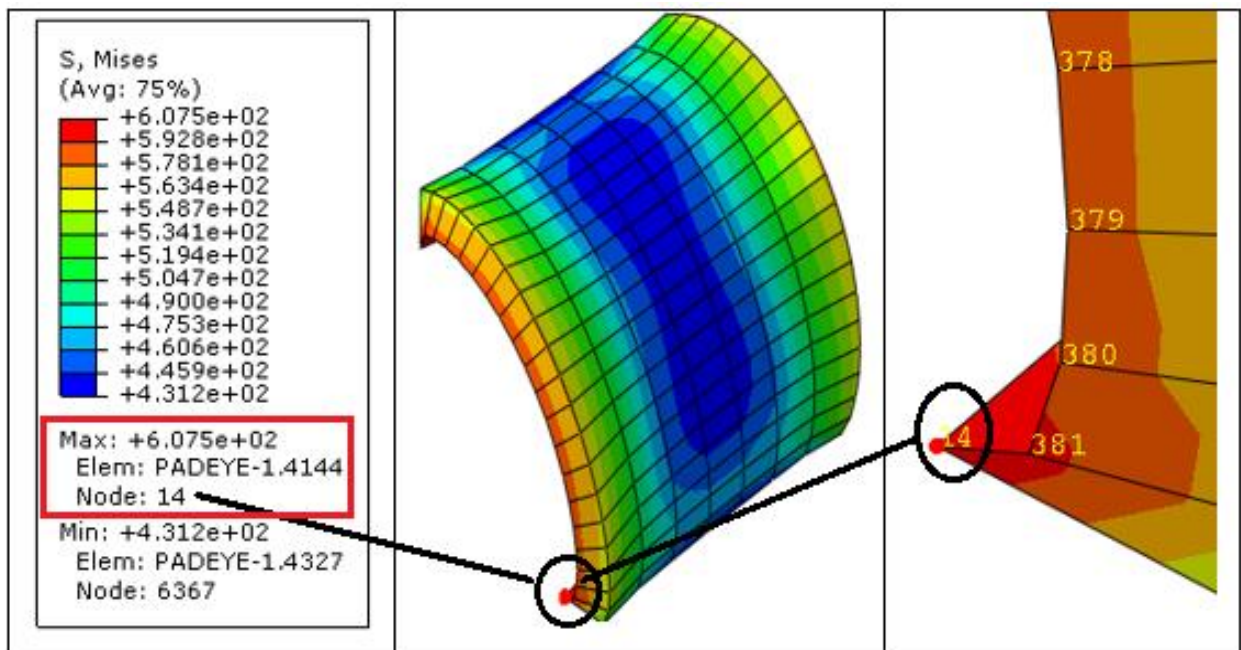 S, Mises
(Avg: 75%)
+6.075e+02
+5.928e+02
+5.781e+02
+5.634e+02
+5.487e+02
+5.341e+02
+5.194e+02
+5.047e+02
+4.900e+02
+4.753e+02
+4.606e+02
+4.459e+02
+4.312e+02
Max: +6.075e+02
Elem: PADEYE-1.4144
Node: 14
Min: +4.312e+02
Elem: PADEYE-1.4327
Node: 6367
378
379
380
14
381